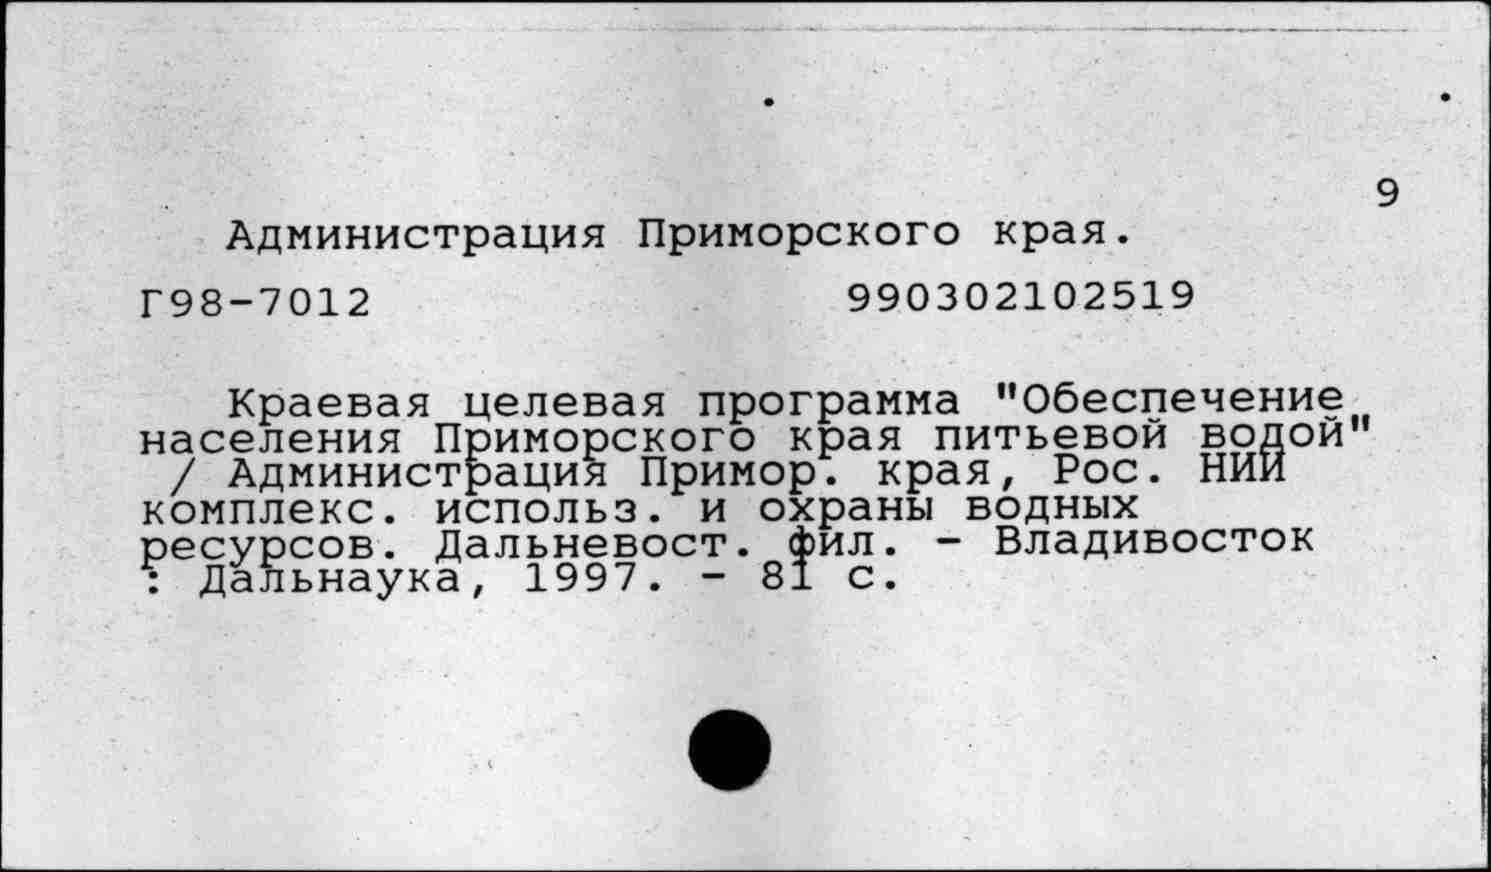 9
Администрация Приморского края.
Г98-7012 990302102519
Краевая целевая программа "Обеспечение
населения Приморского края питьевой водой"
/ Администрация Примор. края, Рос. НИИ
комплекс. использ. и охраны водных
ресурсов. Дальневост. фил. - Владивосток
: Дальнаука, 1997. - 81 с.